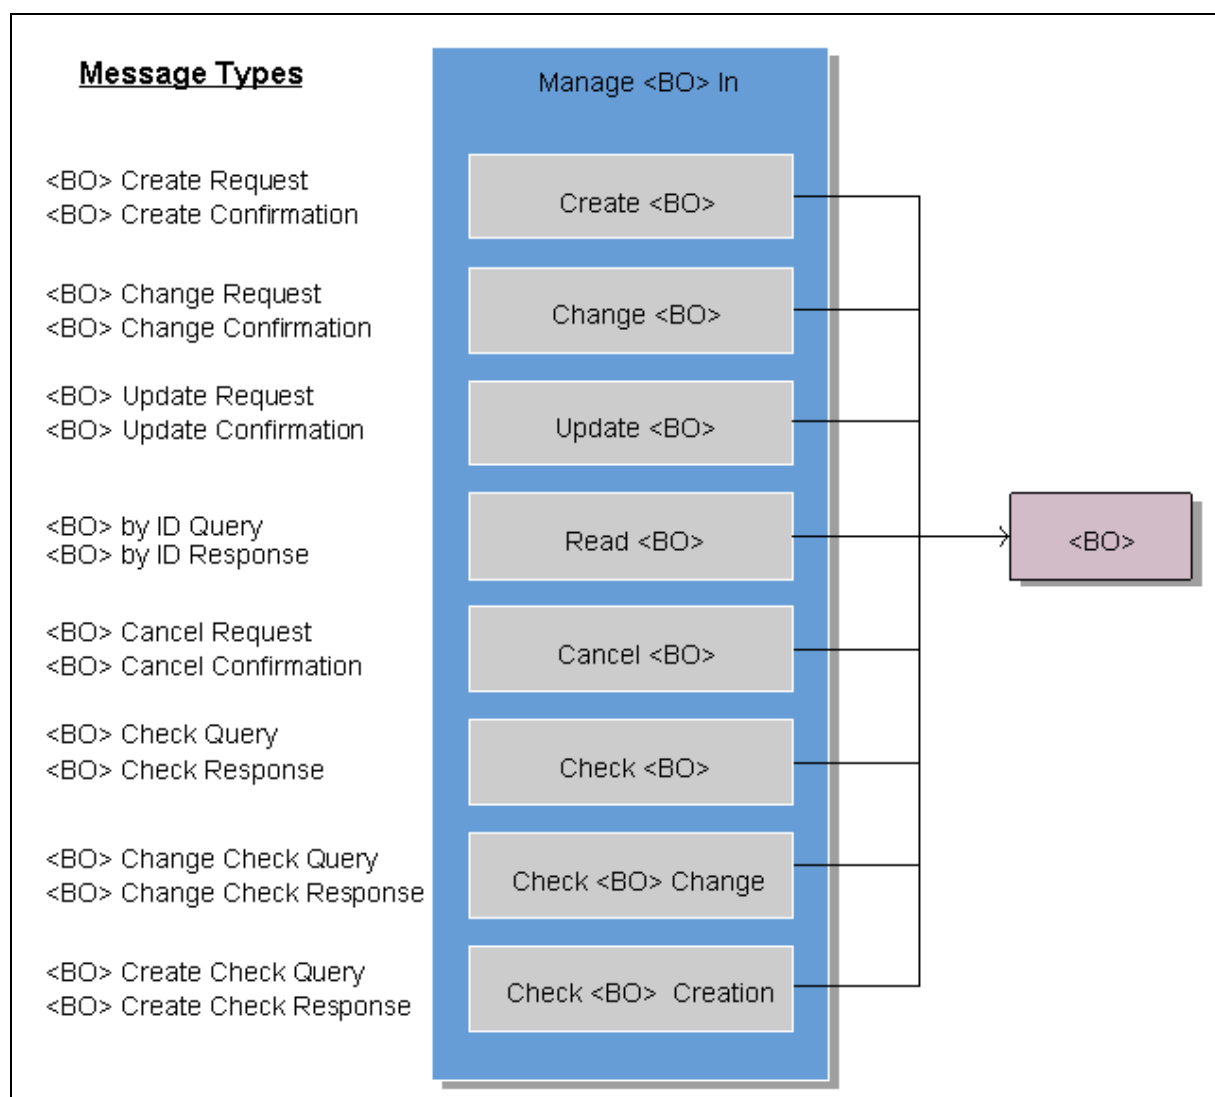 Message Types
Manage <BO> In
<BO> Create Request
<BO> Create Confirmation
Create <BO>
<BO> Change Request
<BO> Change Confirmation
Change <BO>
<BO> Update Request
<BO> Update Confirmation
Update <BO>
<BO> by ID Query
<BO> by ID Response
Read <BO>
<BO>
<BO> Cancel Request
<BO> Cancel Confirmation
Cancel <BO>
<BO> Check Query
<BO> Check Response
Check <BO>
<BO> Change Check Query
<BO> Change Check Response
Check <BO> Change
<BO> Create Check Query
<BO> Create Check Response
Check <BO> Creation